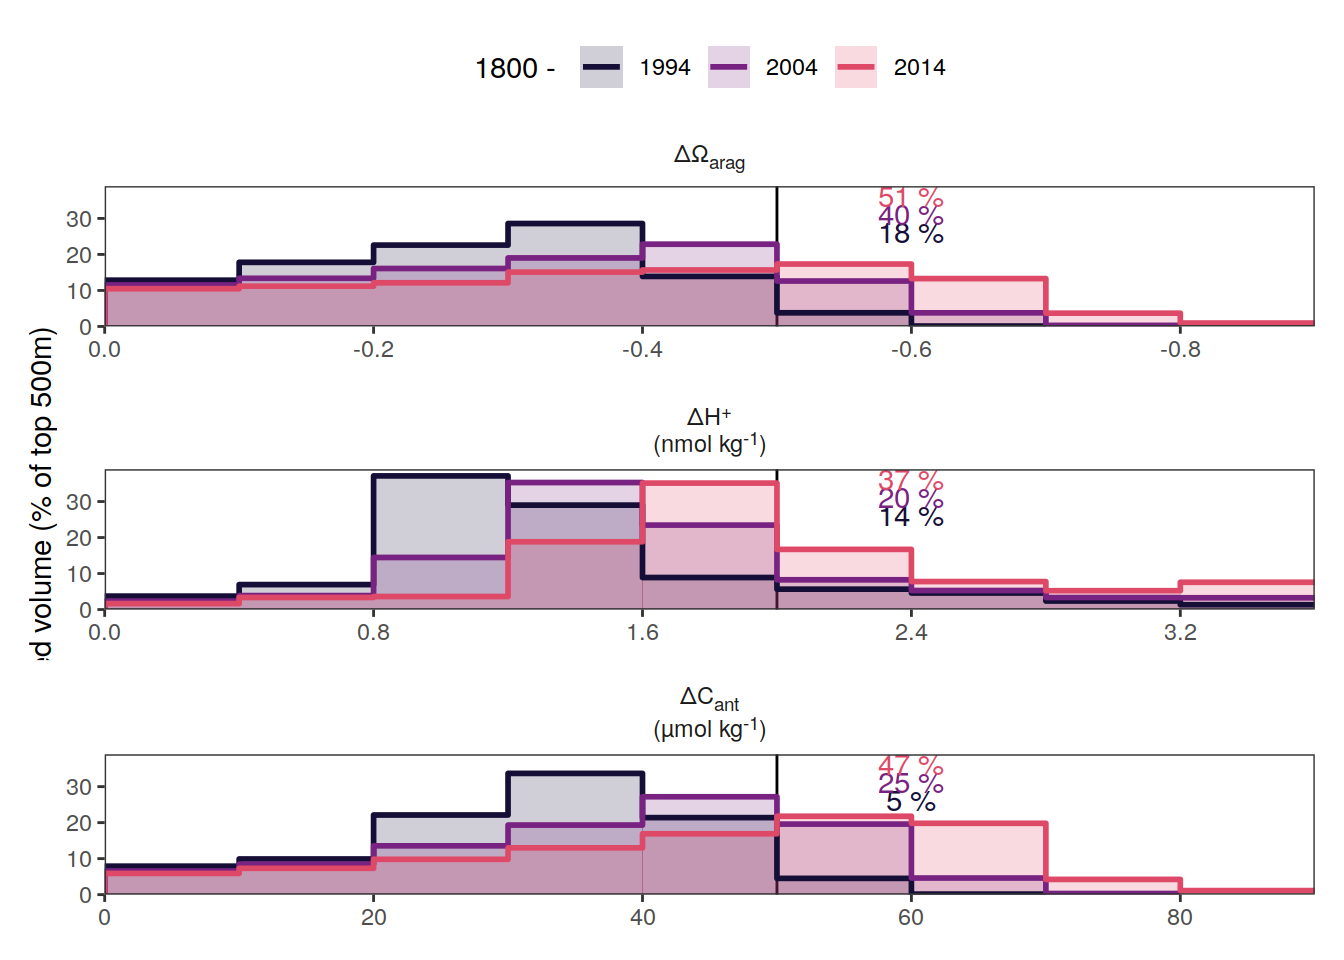 1800 - 1994 2004 2014
ΔΩarag
51 %
40 %
18 %
30
20
10
0
0.0 -0.2 -0.4 -0.6 -0.8
ΔH⁺
(nmol kg⁻¹)
37 %
20 %
14 %
30
20
10
0
0.0 0.8 1.6 2.4 3.2
ΔCant
(μmol kg⁻¹)
47 %
25 %
5 %
30
20
10
0
0 20 40 60 80
volume (% of top 500m)